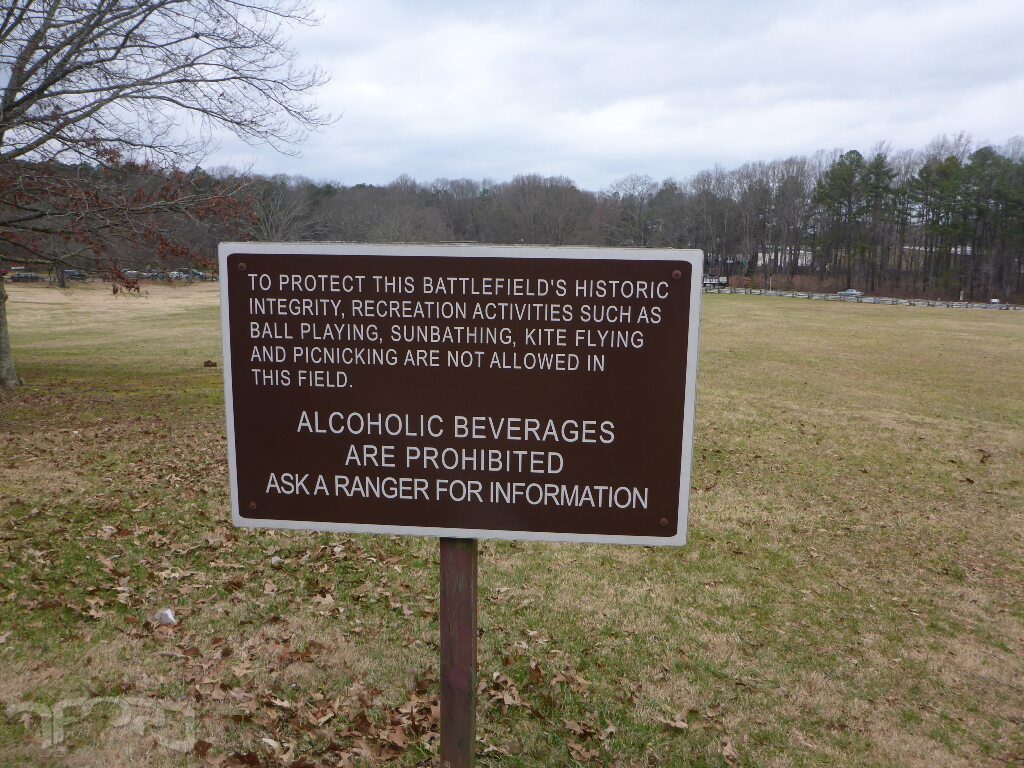 TO PROTECT THIS BATTLEFIELD'S HISTORIC
INTEGRITY, RECREATION ACTIVITIES SUCH AS
BALL PLAYING, SUNBATHING, KITE FLYING
AND PICNICKING ARE NOT ALLOWED IN
THIS FIELD.
ALCOHOLIC BEVERAGES
ARE PROHIBITED
ASK A RANGER FOR INFORMATION